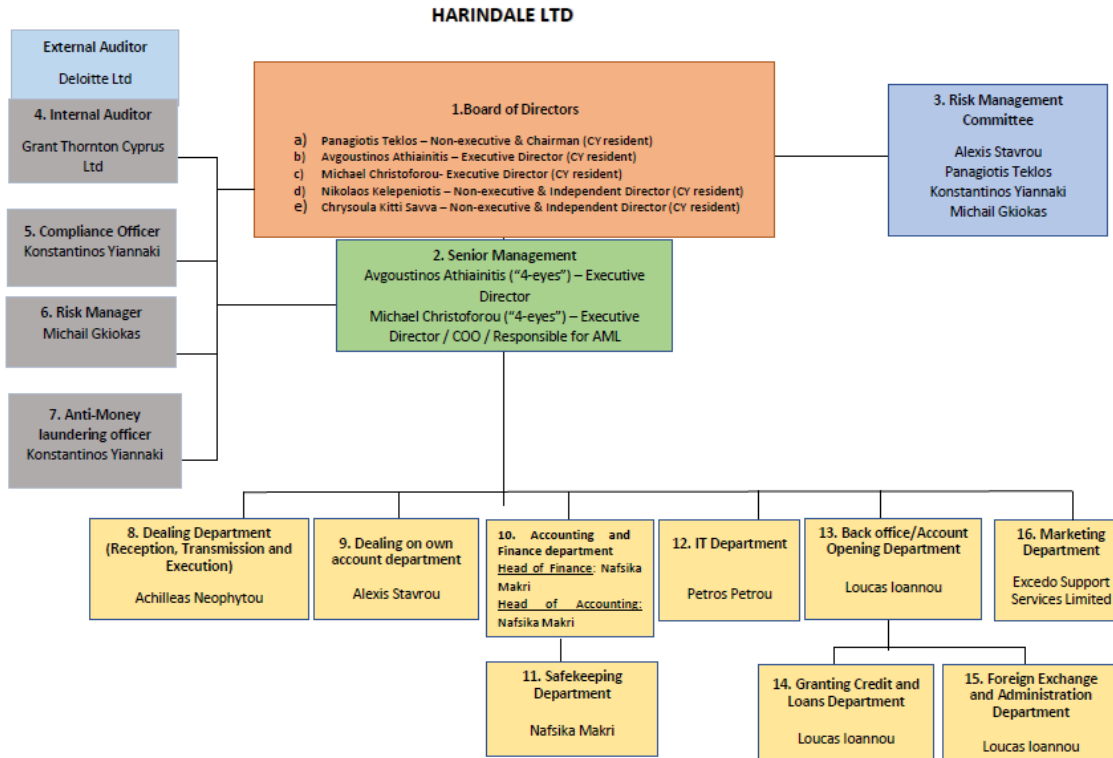 HARINDALE LTD
External Auditor
Deloitte Ltd
4. Internal Auditor
Grant Thornton Cyprus
Ltd
5. Compliance Officer
Konstantinos Yiannaki
6. Risk Manager
Michail Gkiokas
7. Anti-Money
laundering officer
Konstantinos Yiannaki
1.Board of Directors
a) Panagiotis Teklos – Non-executive & Chairman (CY resident)
b) Avgoustinos Athiainitis – Executive Director (CY resident)
c) Michael Christoforou- Executive Director (CY resident)
d) Nikolaos Kelepeniotis – Non-executive & Independent Director (CY resident)
e) Chrysoula Kitti Savva – Non-executive & Independent Director (CY resident)
3. Risk Management
Committee
Alexis Stavrou
Panagiotis Teklos
Konstantinos Yiannaki
Michail Gkiokas
2. Senior Management
Avgoustinos Athiainitis (“4-eyes”) – Executive
Director
Michael Christoforou (“4-eyes”) – Executive
Director / COO / Responsible for AML
8. Dealing Department
(Reception, Transmission and
Execution)
Achilleas Neophytou
9. Dealing on own
account department
Alexis Stavrou
10. Accounting and
Finance department
Head of Finance: Nafsika
Makri
Head of Accounting:
Nafsika Makri
12. IT Department
Petros Petrou
13. Back office/Account
Opening Department
Loucas Ioannou
16. Marketing
Department
Excedo Support
Services Limited
11. Safekeeping
Department
Nafsika Makri
14. Granting Credit and
Loans Department
Loucas Ioannou
15. Foreign Exchange
and Administration
Department
Loucas Ioannou